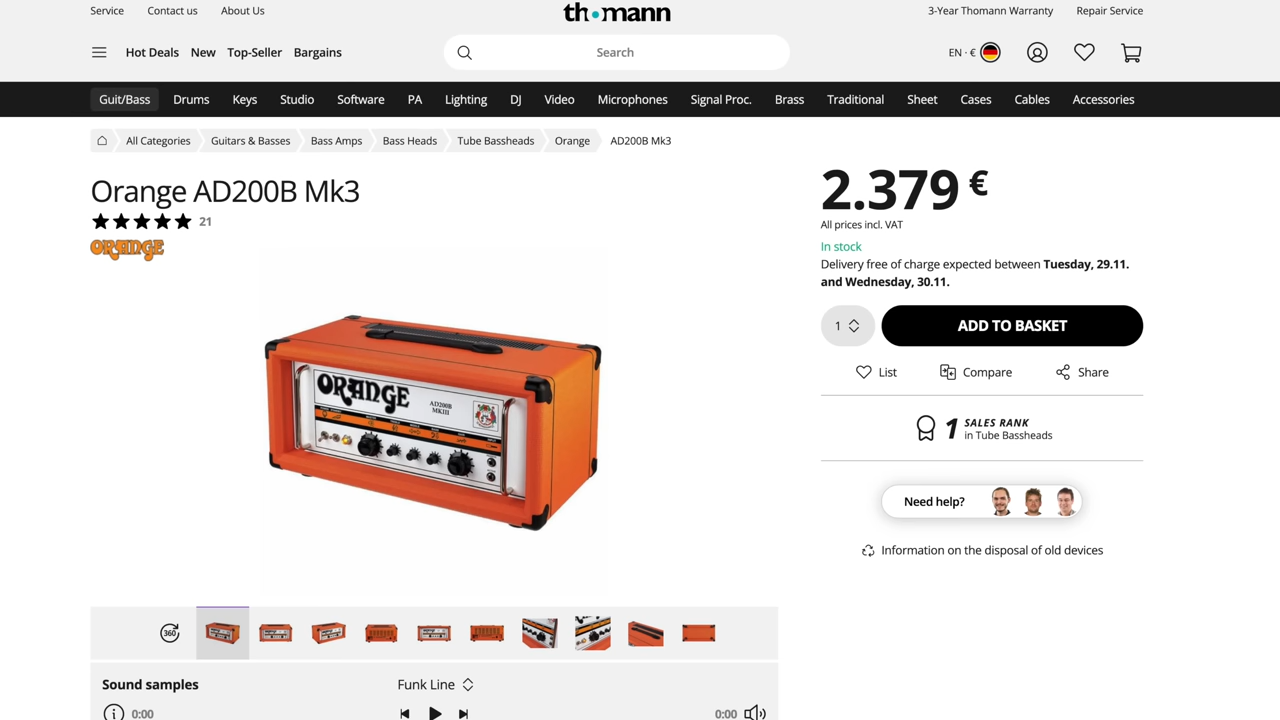 Service Contact us About Us
th•mann
3-Year Thomann Warranty Repair Service
Hot Deals New Top-Seller Bargains
Search
EN · €
Guit/Bass Drums Keys Studio Software PA Lighting DJ Video Microphones Signal Proc. Brass Traditional Sheet Cases Cables Accessories
All Categories Guitars & Basses Bass Amps Bass Heads Tube Bassheads Orange AD200B Mk3
Orange AD200B Mk3
21
ORANGE
2.379 €
All prices incl. VAT
In stock
Delivery free of charge expected between Tuesday, 29.11.
and Wednesday, 30.11.
1
ADD TO BASKET
List Compare Share
1 SALES RANK
in Tube Bassheads
Need help?
Information on the disposal of old devices
ORANGE
AD200B
MKIII
360
Sound samples
Funk Line
0:00
0:00